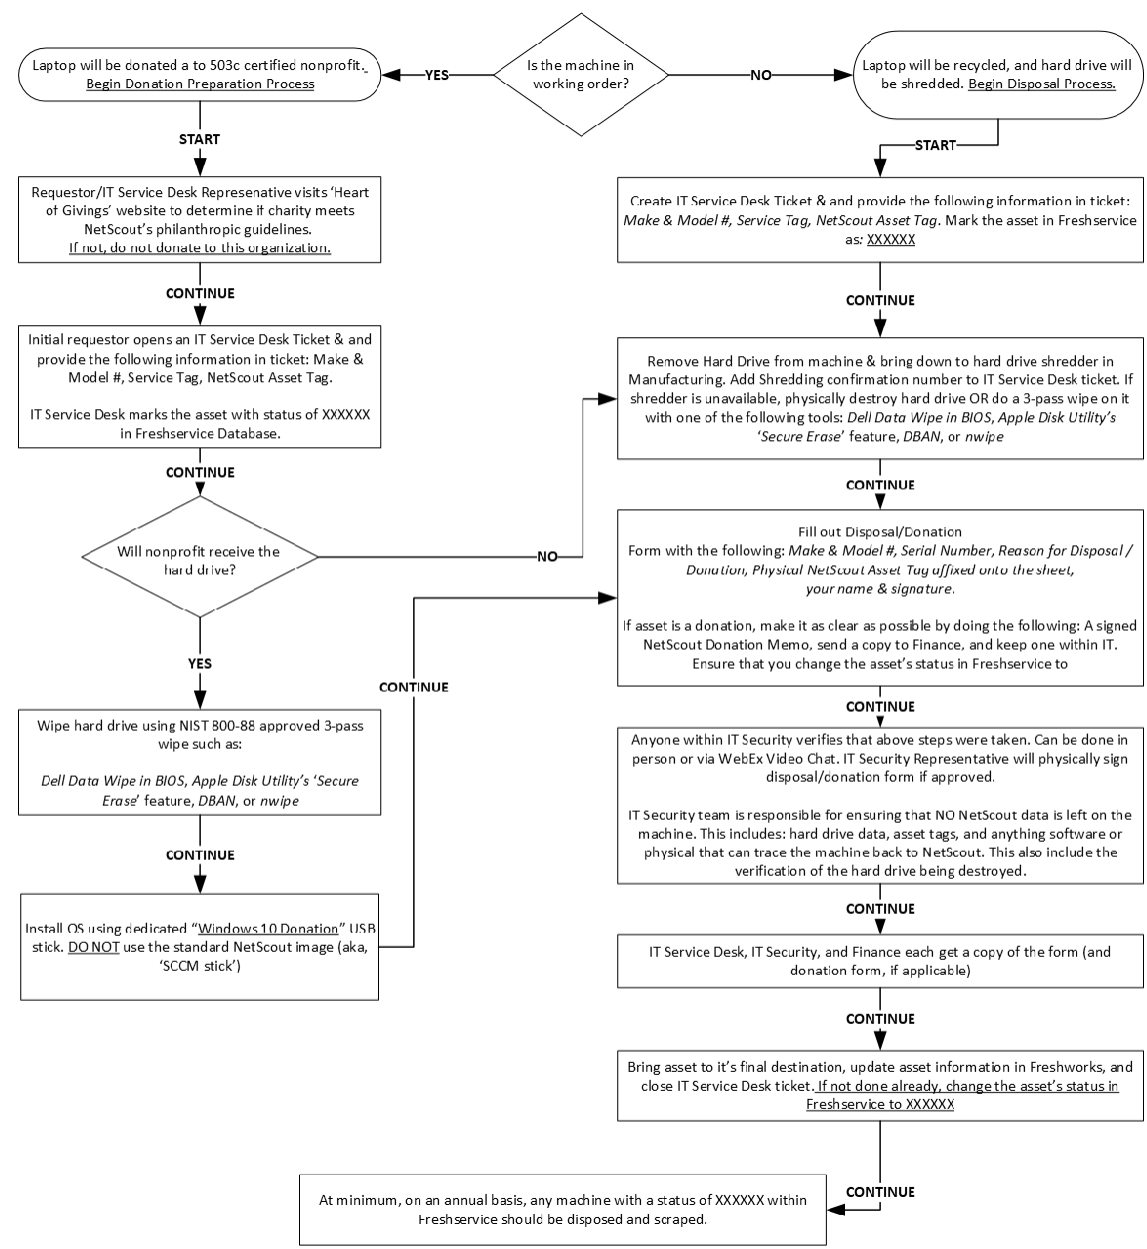 Is the machine in
working order?
YES
NO
Laptop will be donated a to 503c certified nonprofit.
Begin Donation Preparation Process
START
Requestor/IT Service Desk Represenative visits ‘Heart
of Givings’ website to determine if charity meets
NetScout’s philanthropic guidelines.
If not, do not donate to this organization.
CONTINUE
Initial requestor opens an IT Service Desk Ticket & and
provide the following information in ticket: Make &
Model #, Service Tag, NetScout Asset Tag.
IT Service Desk marks the asset with status of XXXXXX
in Freshservice Database.
CONTINUE
Will nonprofit receive the
hard drive?
NO
YES
Wipe hard drive using NIST 800-88 approved 3-pass
wipe such as:
Dell Data Wipe in BIOS, Apple Disk Utility’s ‘Secure
Erase’ feature, DBAN, or nwipe
CONTINUE
Install OS using dedicated “Windows 10 Donation” USB
stick. DO NOT use the standard NetScout image (aka,
‘SCCM stick’)
CONTINUE
Laptop will be recycled, and hard drive will
be shredded. Begin Disposal Process.
START
Create IT Service Desk Ticket & and provide the following information in ticket:
Make & Model #, Service Tag, NetScout Asset Tag. Mark the asset in Freshservice
as: XXXXXX
CONTINUE
Remove Hard Drive from machine & bring down to hard drive shredder in
Manufacturing. Add Shredding confirmation number to IT Service Desk ticket. If
shredder is unavailable, physically destroy hard drive OR do a 3-pass wipe on it
with one of the following tools: Dell Data Wipe in BIOS, Apple Disk Utility’s
‘Secure Erase’ feature, DBAN, or nwipe
CONTINUE
Fill out Disposal/Donation
Form with the following: Make & Model #, Serial Number, Reason for Disposal /
Donation, Physical NetScout Asset Tag affixed onto the sheet,
your name & signature.
If asset is a donation, make it as clear as possible by doing the following: A signed
NetScout Donation Memo, send a copy to Finance, and keep one within IT.
Ensure that you change the asset’s status in Freshservice to
CONTINUE
Anyone within IT Security verifies that above steps were taken. Can be done in
person or via WebEx Video Chat. IT Security Representative will physically sign
disposal/donation form if approved.
IT Security team is responsible for ensuring that NO NetScout data is left on the
machine. This includes: hard drive data, asset tags, and anything software or
physical that can trace the machine back to NetScout. This also include the
verification of the hard drive being destroyed.
CONTINUE
IT Service Desk, IT Security, and Finance each get a copy of the form (and
donation form, if applicable)
CONTINUE
Bring asset to it’s final destination, update asset information in Freshworks, and
close IT Service Desk ticket. If not done already, change the asset’s status in
Freshservice to XXXXXX
CONTINUE
At minimum, on an annual basis, any machine with a status of XXXXXX within
Freshservice should be disposed and scraped.